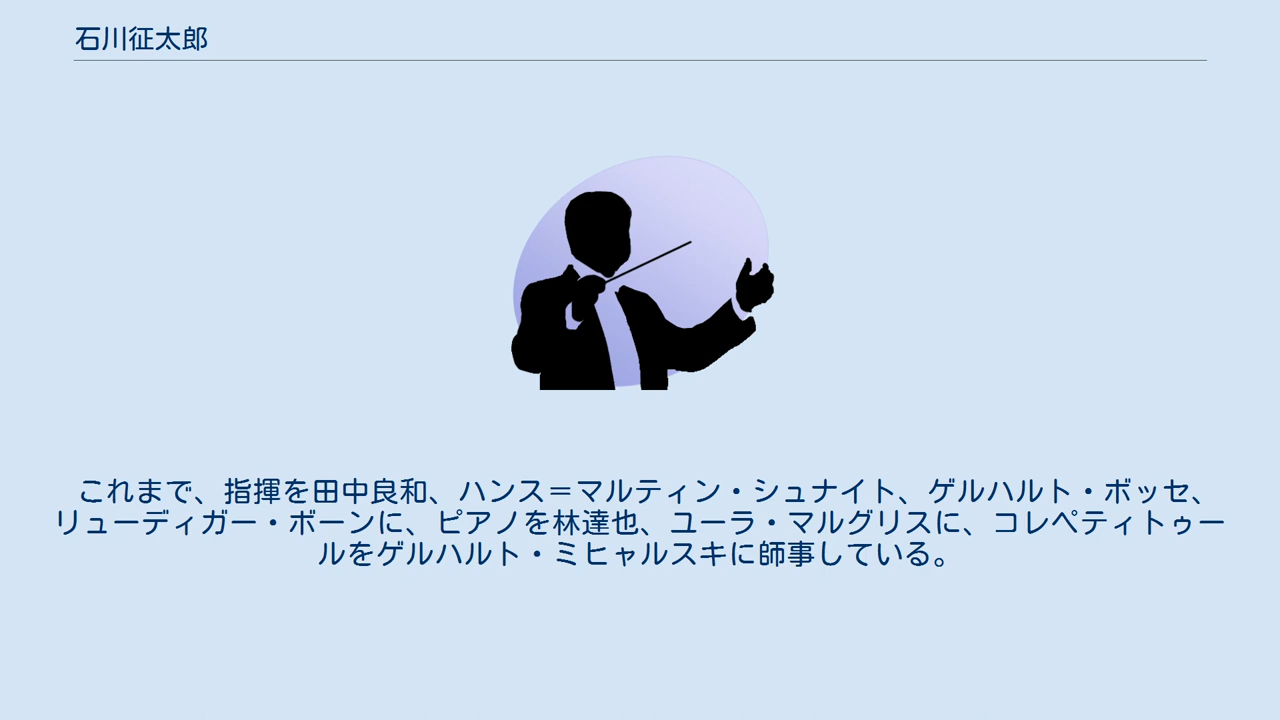 石川征太郎
これまで、指揮を田中良和、ハンス＝マルティン・シュナイト、ゲルハルト・ボッセ、
リューディガー・ボーンに、ピアノを林達也、ユーラ・マルグリスに、コレペティトゥー
ルをゲルハルト・ミヒャルスキに師事している。